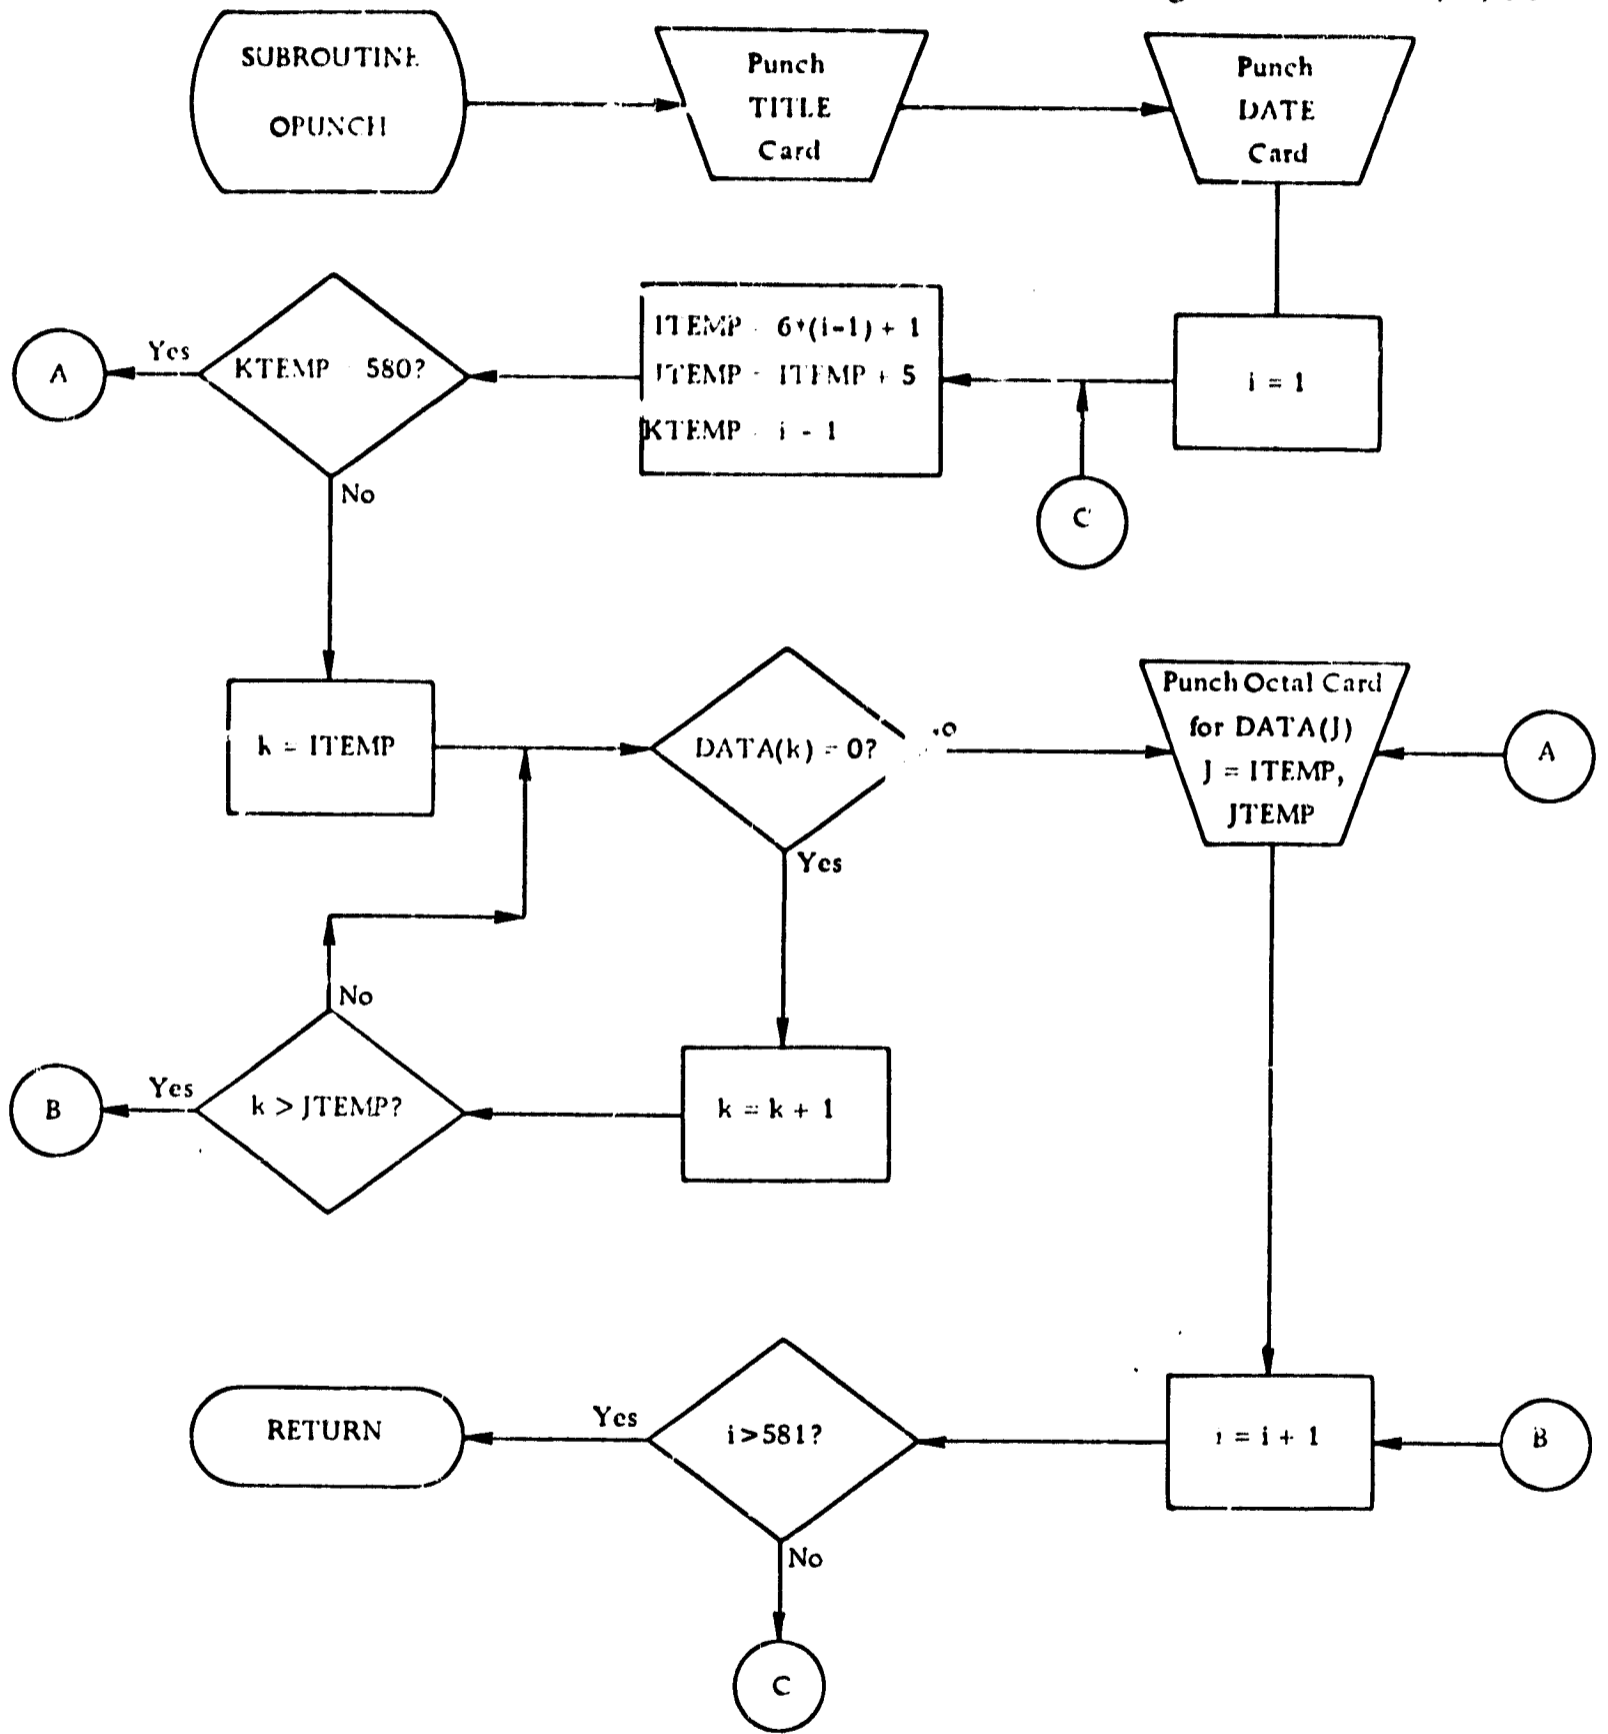 SUBROUTINE
OPUNCH
Punch
TITLE
Card
Punch
DATE
Card
i = 1
C
ITEMP 6*(i-1) + 1
JTEMP - ITEMP + 5
KTEMP i - 1
KTEMP 580?
Yes
A
No
k = ITEMP
DATA(k) = 0?
Yes
Punch Octal Card
for DATA(J)
J = ITEMP,
JTEMP
A
k = k + 1
k > JTEMP?
No
Yes
B
i = i + 1
B
i>581?
Yes
RETURN
No
C